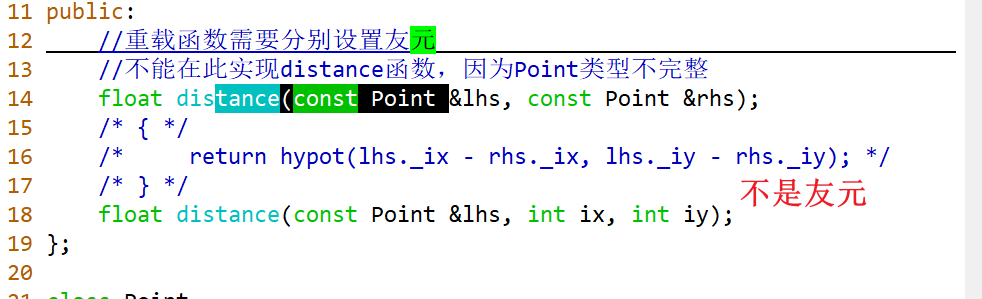 11 public:
12     //重载函数需要分别设置友元
13     //不能在此实现distance函数，因为Point类型不完整
14     float distance(const Point &lhs, const Point &rhs);
15     /* { */
16     /*     return hypot(lhs._ix - rhs._ix, lhs._iy - rhs._iy); */
17     /* } */
不是友元
18     float distance(const Point &lhs, int ix, int iy);
19 };
20
21 class Point